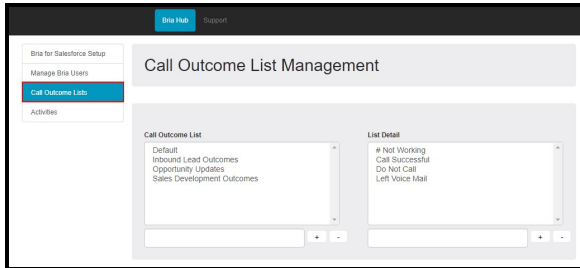 Bria Hub Support
Bria for Salesforce Setup
Manage Bria Users
Call Outcome Lists
Activities
Call Outcome List Management
Call Outcome List
Default
Inbound Lead Outcomes
Opportunity Updates
Sales Development Outcomes
+ -
List Detail
# Not Working
Call Successful
Do Not Call
Left Voice Mail
+ -